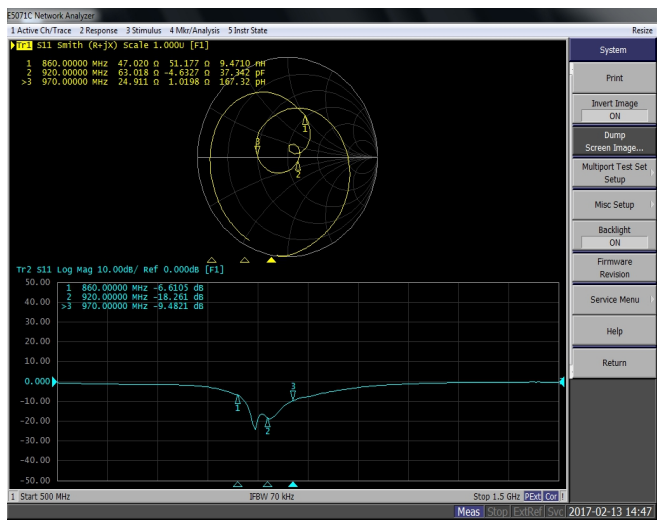 E5071C Network Analyzer
1 Active Ch/Trace 2 Response 3 Stimulus 4 Mkr/Analysis 5 Instr State Resize
Tr1 S11 Smith (R+jX) Scale 1.000U [F1]
1 860.00000 MHz 47.020 Ω 51.177 Ω 9.4710 nH
2 920.00000 MHz 63.018 Ω -4.6327 Ω 37.342 pF
>3 970.00000 MHz 24.911 Ω 1.0198 Ω 167.32 pH
3
1
2
Tr2 S11 Log Mag 10.00dB/ Ref 0.000dB [F1]
50.00
1 860.00000 MHz -6.6105 dB
2 920.00000 MHz -18.261 dB
>3 970.00000 MHz -9.4821 dB
40.00
30.00
20.00
10.00
0.000
-10.00
-20.00
-30.00
-40.00
-50.00
3
1
2
1 Start 500 MHz IFBW 70 kHz Stop 1.5 GHz PExt Cor !
Meas Stop ExtRef Svc 2017-02-13 14:47
System
Print
Invert Image
ON
Dump
Screen Image...
Multiport Test Set
Setup
Misc Setup
Backlight
ON
Firmware
Revision
Service Menu
Help
Return